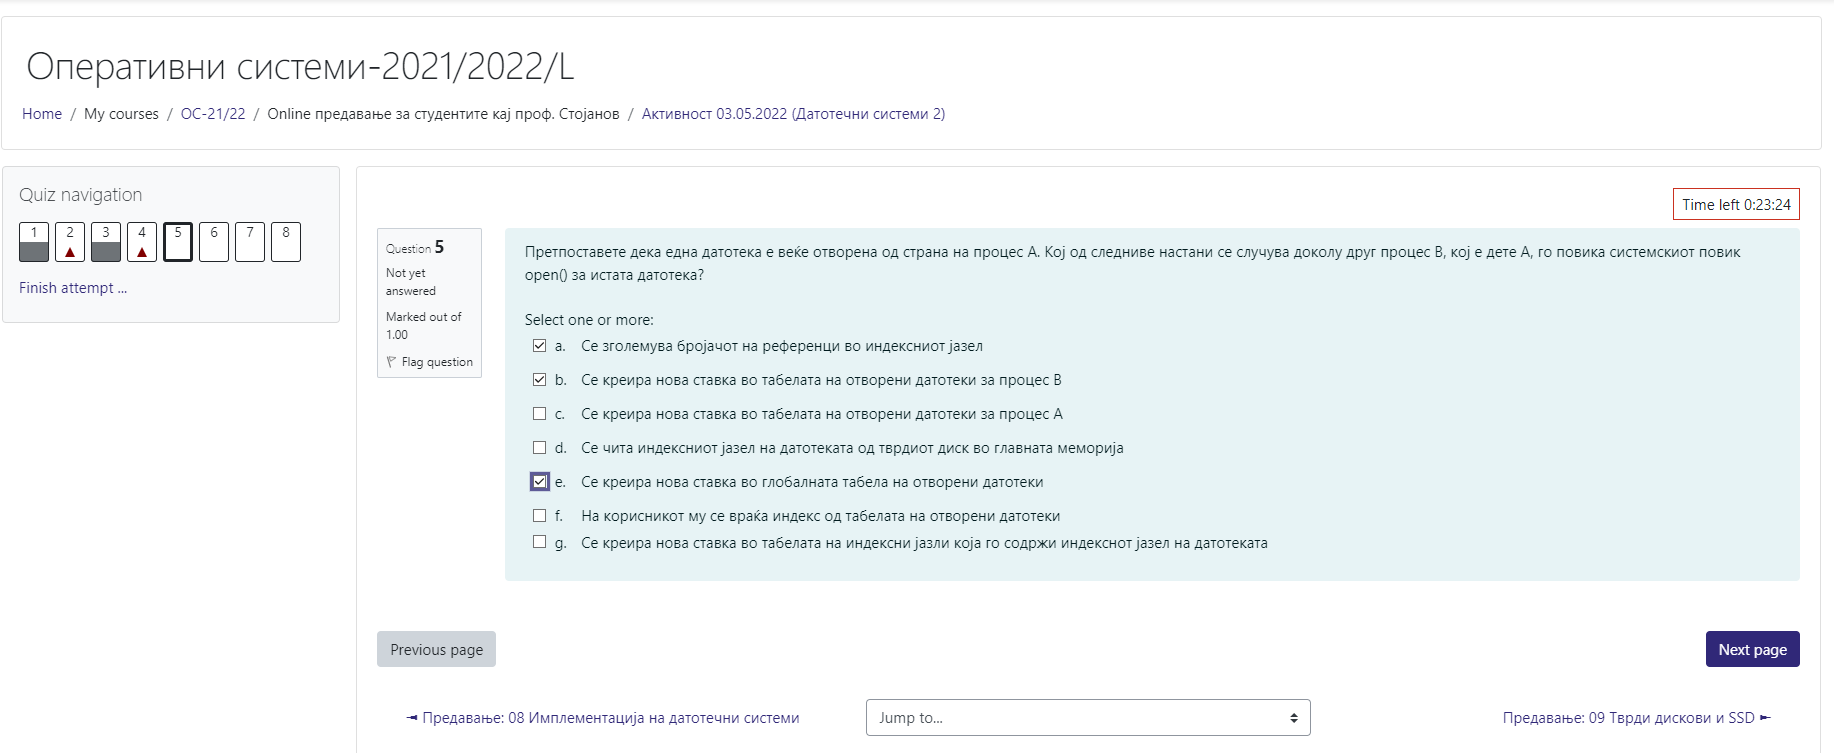 Оперативни системи-2021/2022/L
Home / My courses / ОС-21/22 / Online предавање за студентите кај проф. Стојанов / Активност 03.05.2022 (Датотечни системи 2)
Quiz navigation
1 2 3 4 5 6 7 8
Finish attempt ...
Time left 0:23:24
Question 5
Not yet
answered
Marked out of
1.00
Flag question
Претпоставете дека една датотека е веќе отворена од страна на процес A. Кој од следниве настани се случува доколу друг процес B, кој е дете A, го повика системскиот повик
open() за истата датотека?
Select one or more:
a. Се зголемува бројачот на референци во индексниот јазел
b. Се креира нова ставка во табелата на отворени датотеки за процес B
c. Се креира нова ставка во табелата на отворени датотеки за процес A
d. Се чита индексниот јазел на датотеката од тврдиот диск во главната меморија
e. Се креира нова ставка во глобалната табела на отворени датотеки
f. На корисникот му се враќа индекс од табелата на отворени датотеки
g. Се креира нова ставка во табелата на индексни јазли која го содржи индекснот јазел на датотеката
Previous page
Next page
◄ Предавање: 08 Имплементација на датотечни системи
Jump to...
Предавање: 09 Тврди дискови и SSD ►